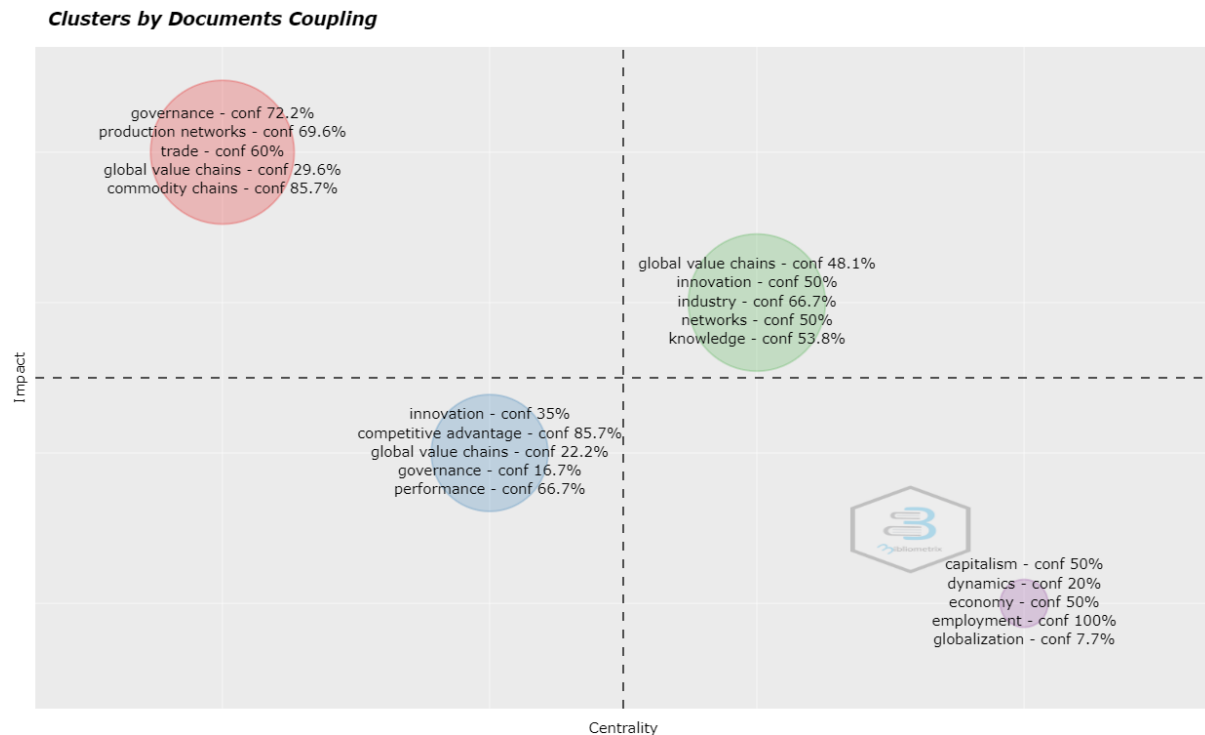 Clusters by Documents Coupling
governance - conf 72.2%
production networks - conf 69.6%
trade - conf 60%
global value chains - conf 29.6%
commodity chains - conf 85.7%
global value chains - conf 48.1%
innovation - conf 50%
industry - conf 66.7%
networks - conf 50%
knowledge - conf 53.8%
Impact
innovation - conf 35%
competitive advantage - conf 85.7%
global value chains - conf 22.2%
governance - conf 16.7%
performance - conf 66.7%
bibliometrix
capitalism - conf 50%
dynamics - conf 20%
economy - conf 50%
employment - conf 100%
globalization - conf 7.7%
Centrality